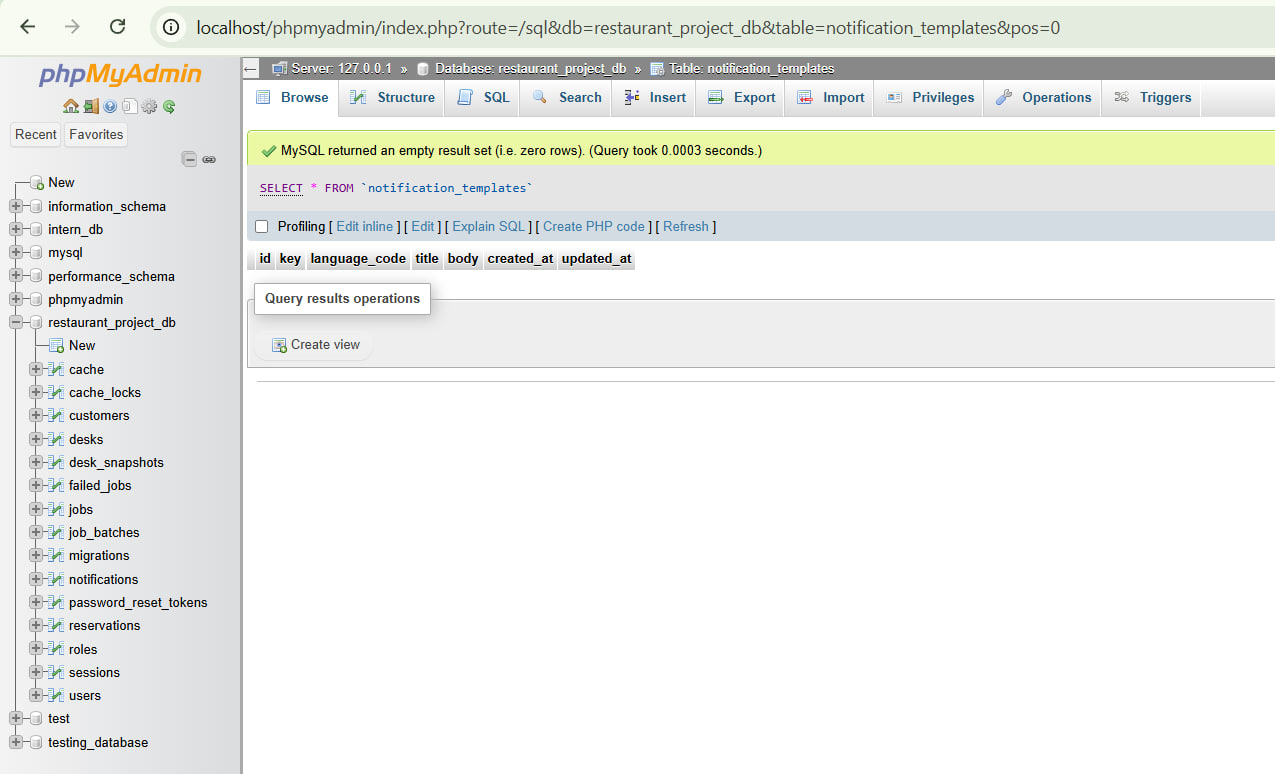 localhost/phpmyadmin/index.php?route=/sql&db=restaurant_project_db&table=notification_templates&pos=0
phpMyAdmin
Recent Favorites
New
information_schema
intern_db
mysql
performance_schema
phpmyadmin
restaurant_project_db
New
cache
cache_locks
customers
desks
desk_snapshots
failed_jobs
jobs
job_batches
migrations
notifications
password_reset_tokens
reservations
roles
sessions
users
test
testing_database
Server: 127.0.0.1 » Database: restaurant_project_db » Table: notification_templates
Browse Structure SQL Search Insert Export Import Privileges Operations Triggers
MySQL returned an empty result set (i.e. zero rows). (Query took 0.0003 seconds.)
SELECT * FROM `notification_templates`
Profiling [ Edit inline ] [ Edit ] [ Explain SQL ] [ Create PHP code ] [ Refresh ]
id key language_code title body created_at updated_at
Query results operations
Create view